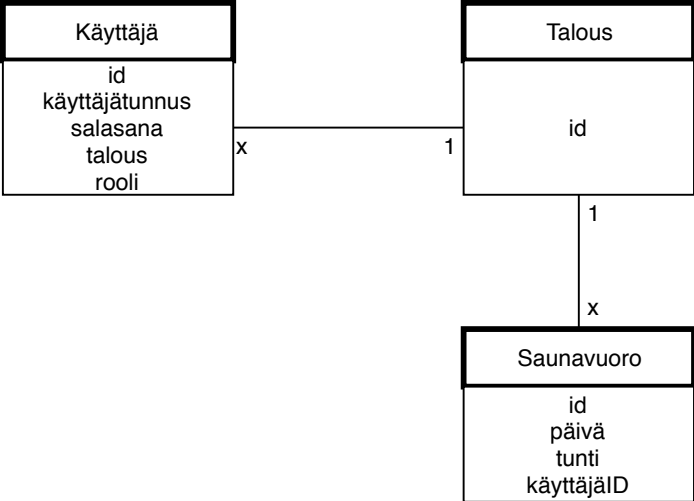 Käyttäjä
id
käyttäjätunnus
salasana
talous
rooli
x
1
Talous
id
1
x
Saunavuoro
id
päivä
tunti
käyttäjäID